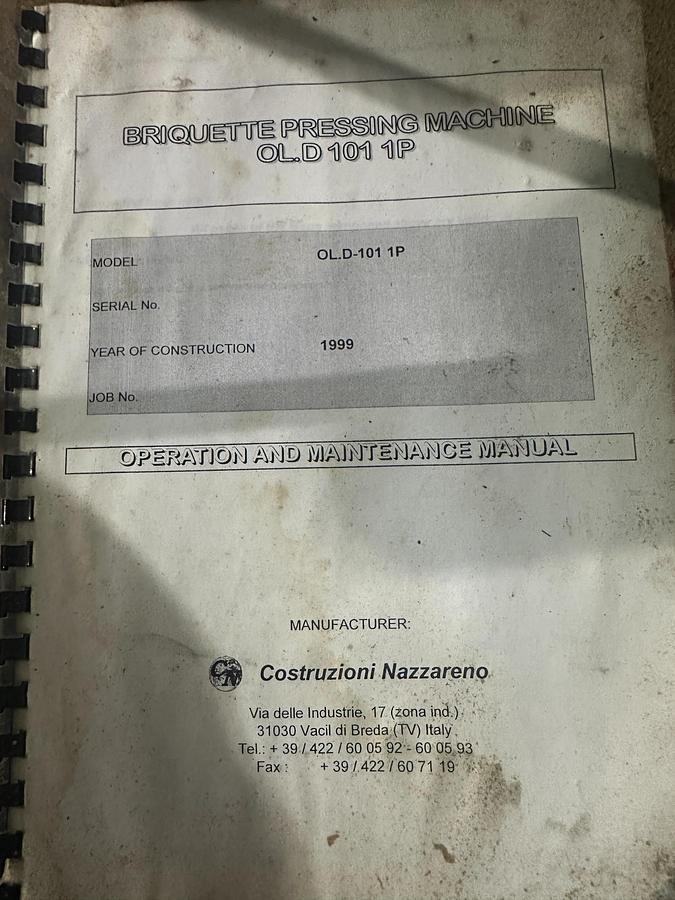 BRIQUETTE PRESSING MACHINE
OL.D 101 1P
MODEL OL.D-101 1P
SERIAL No.
YEAR OF CONSTRUCTION 1999
JOB No.
OPERATION AND MAINTENANCE MANUAL
MANUFACTURER:
CN Costruzioni Nazzareno
Via delle Industrie, 17 (zona ind.)
31030 Vacil di Breda (TV) Italy
Tel.: + 39 / 422 / 60 05 92 - 60 05 93
Fax : + 39 / 422 / 60 71 19